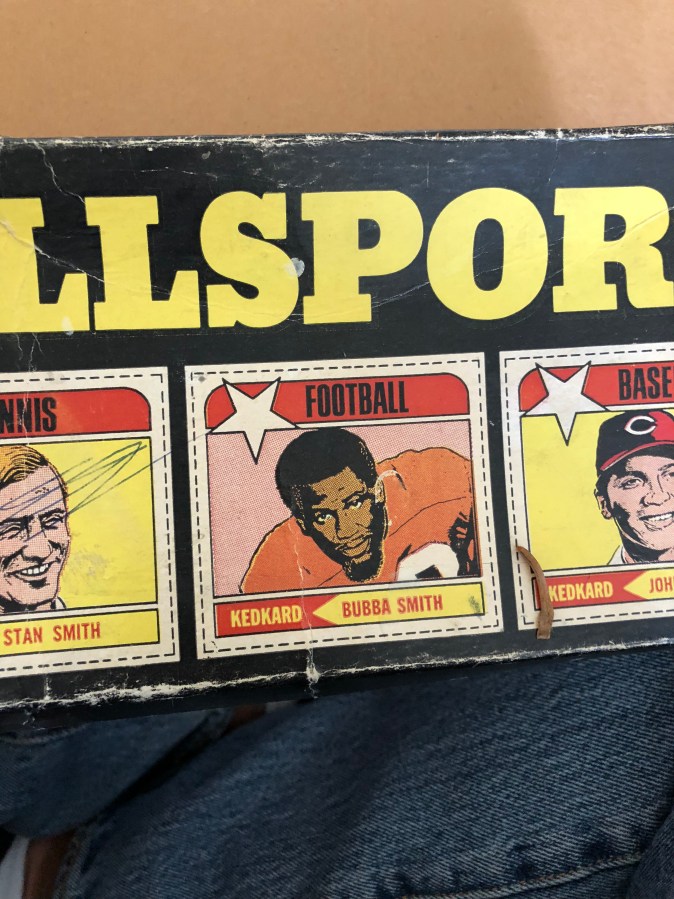 LLSPOR
NNIS
FOOTBALL
BASE
STAN SMITH
KEDKARD
BUBBA SMITH
KEDKARD
JOH
C